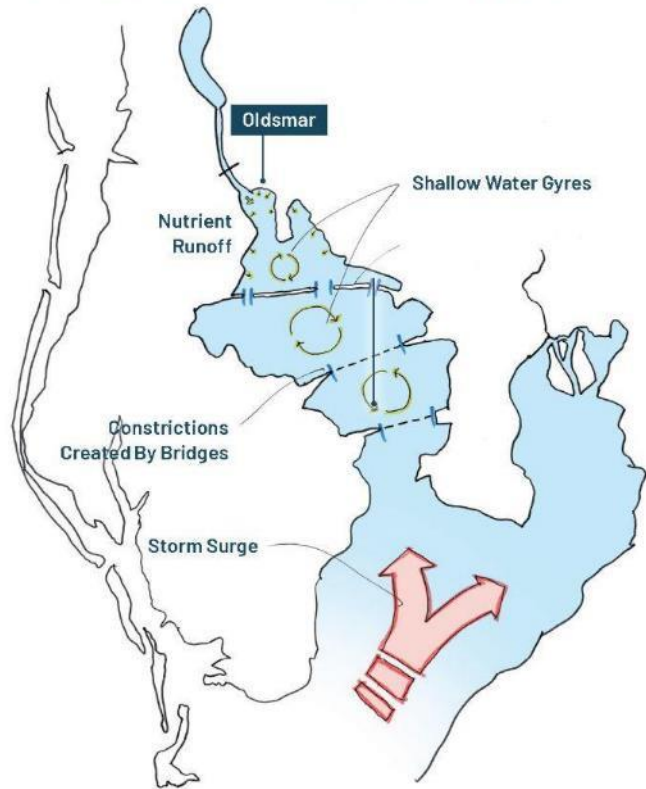 Oldsmar
Shallow Water Gyres
Nutrient
Runoff
Constrictions
Created By Bridges
Storm Surge